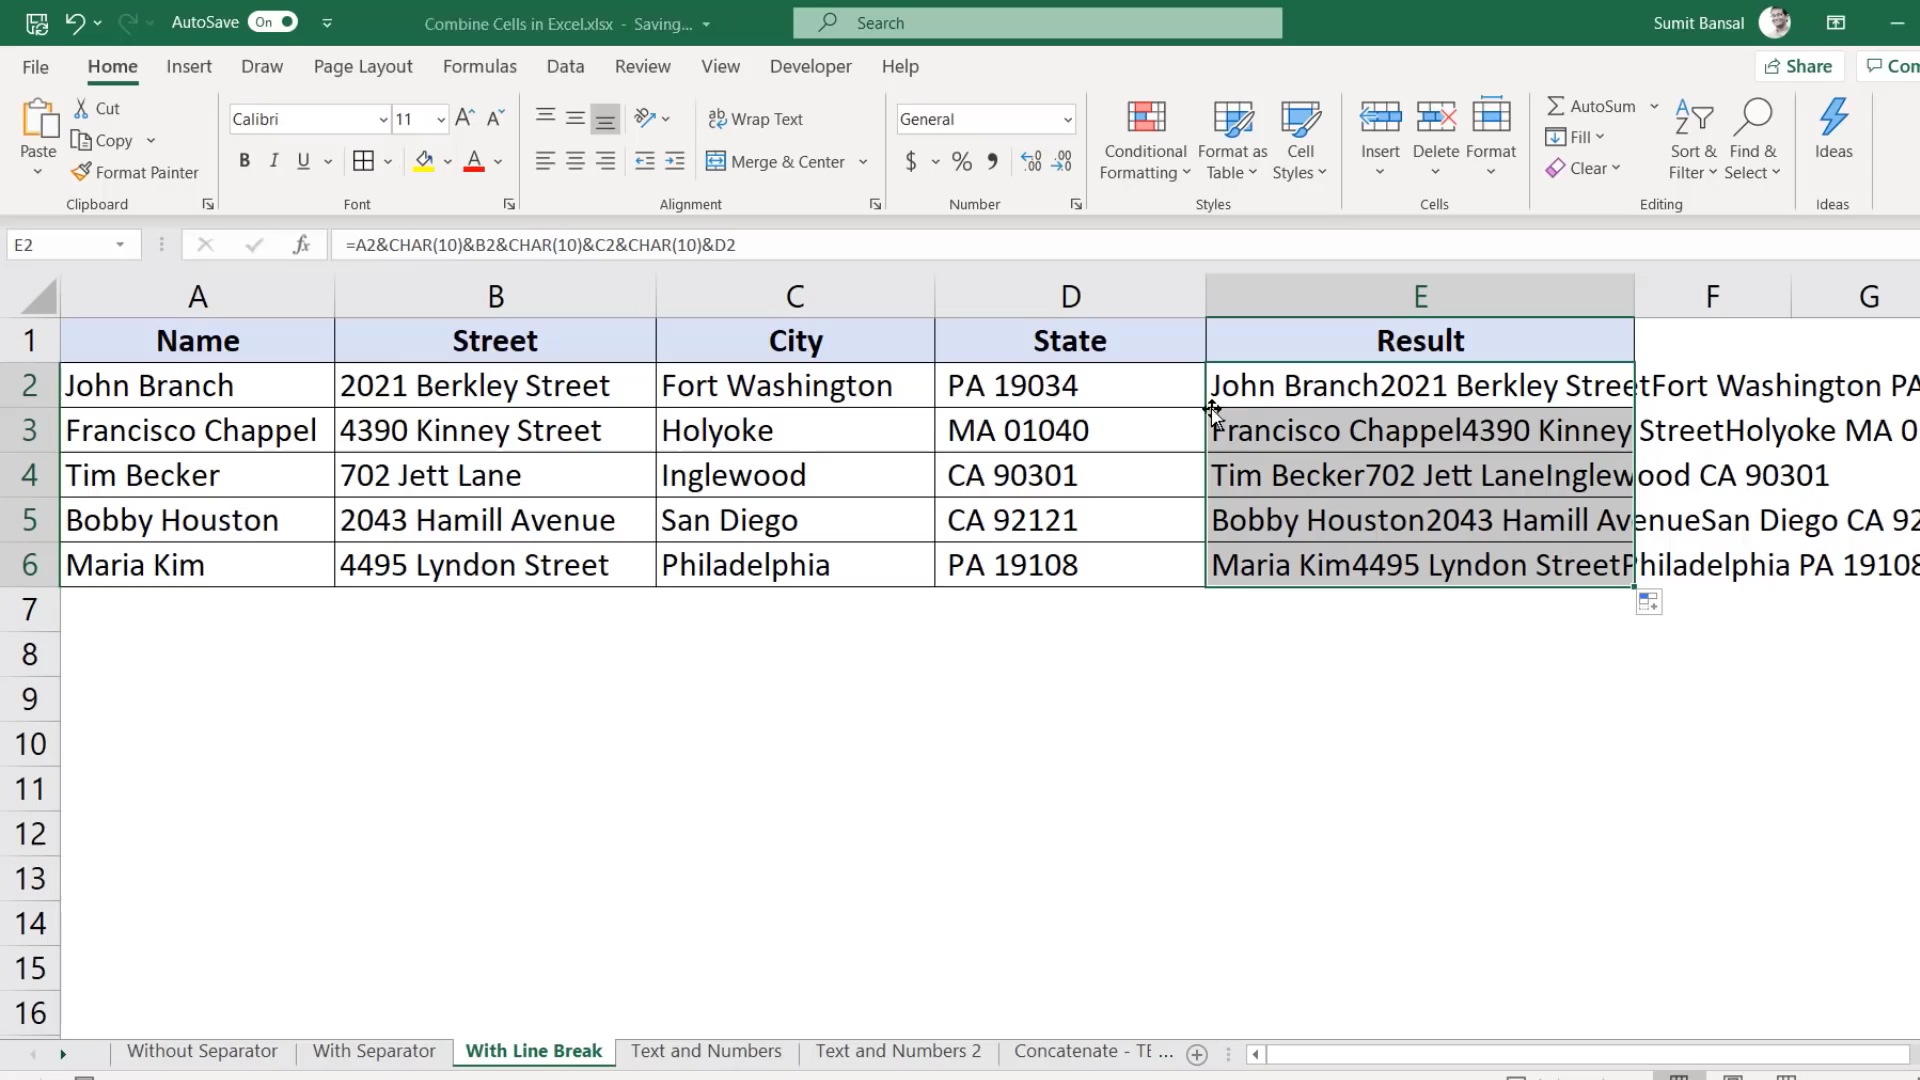 AutoSave On Combine Cells in Excel.xlsx - Saving... Search Sumit Bansal
File Home Insert Draw Page Layout Formulas Data Review View Developer Help Share Com
Paste
Cut
Copy
Format Painter
Clipboard
Calibri 11
B I U
Font
Wrap Text
Merge & Center
Alignment
General
$ % 9
Number
Conditional Formatting
Format as Table
Cell Styles
Styles
Insert Delete Format
Cells
AutoSum
Fill
Clear
Sort & Filter
Find & Select
Editing
Ideas
Ideas
E2 fx =A2&CHAR(10)&B2&CHAR(10)&C2&CHAR(10)&D2
A B C D E F G
1 Name Street City State Result
2 John Branch 2021 Berkley Street Fort Washington PA 19034 John Branch2021 Berkley StreetFort Washington PA
3 Francisco Chappel 4390 Kinney Street Holyoke MA 01040 Francisco Chappel4390 Kinney StreetHolyoke MA 0
4 Tim Becker 702 Jett Lane Inglewood CA 90301 Tim Becker702 Jett LaneInglewood CA 90301
5 Bobby Houston 2043 Hamill Avenue San Diego CA 92121 Bobby Houston2043 Hamill AvenueSan Diego CA 92
6 Maria Kim 4495 Lyndon Street Philadelphia PA 19108 Maria Kim4495 Lyndon StreetPhiladelphia PA 19108
7
8
9
10
11
12
13
14
15
16
Without Separator With Separator With Line Break Text and Numbers Text and Numbers 2 Concatenate - TE ...